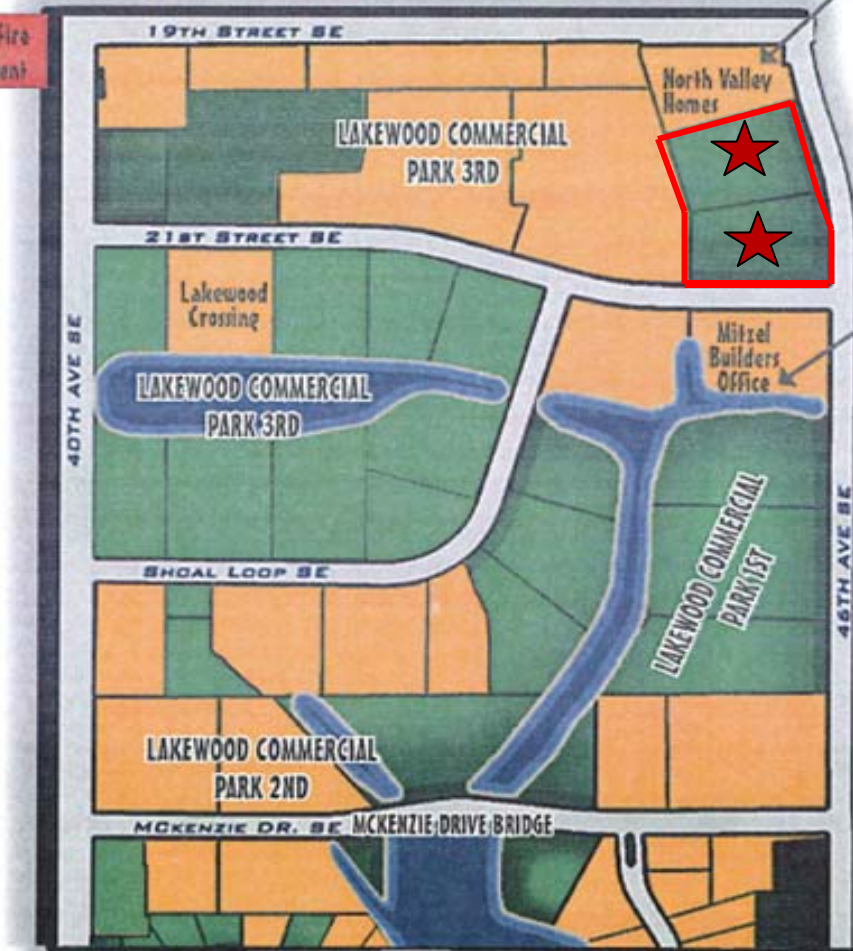 Fire
19TH STREET SE
North Valley
Homes
LAKEWOOD COMMERCIAL
PARK 3RD
21ST STREET SE
Lakewood
Crossing
Mitzel
Builders
Office
40TH AVE SE
LAKEWOOD COMMERCIAL
PARK 3RD
LAKEWOOD COMMERCIAL
PARK 1ST
46TH AVE SE
SHOAL LOOP SE
LAKEWOOD COMMERCIAL
PARK 2ND
MCKENZIE DR. SE
MCKENZIE DRIVE BRIDGE